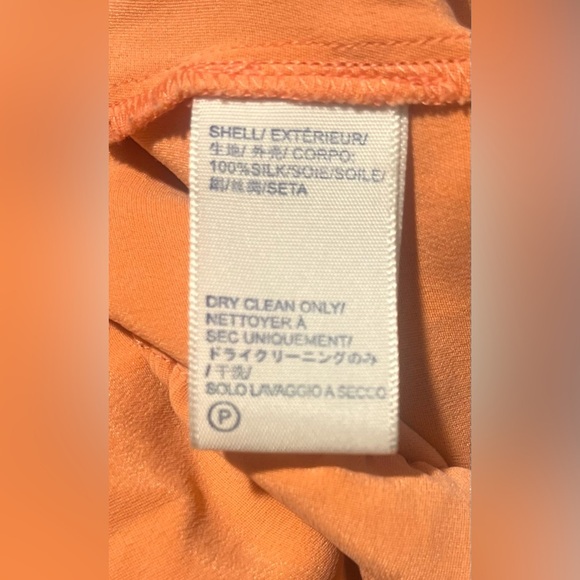 SHELL/ EXTÉRIEUR/
生地/ 外壳/ CORPO:
100%SILK/SOIE/SOILE/
絹/丝绸/SETA
DRY CLEAN ONLY/
NETTOYER À
SEC UNIQUEMENT/
ドライクリーニングのみ
/ 干洗/
SOLO LAVAGGIO A SECCO
P